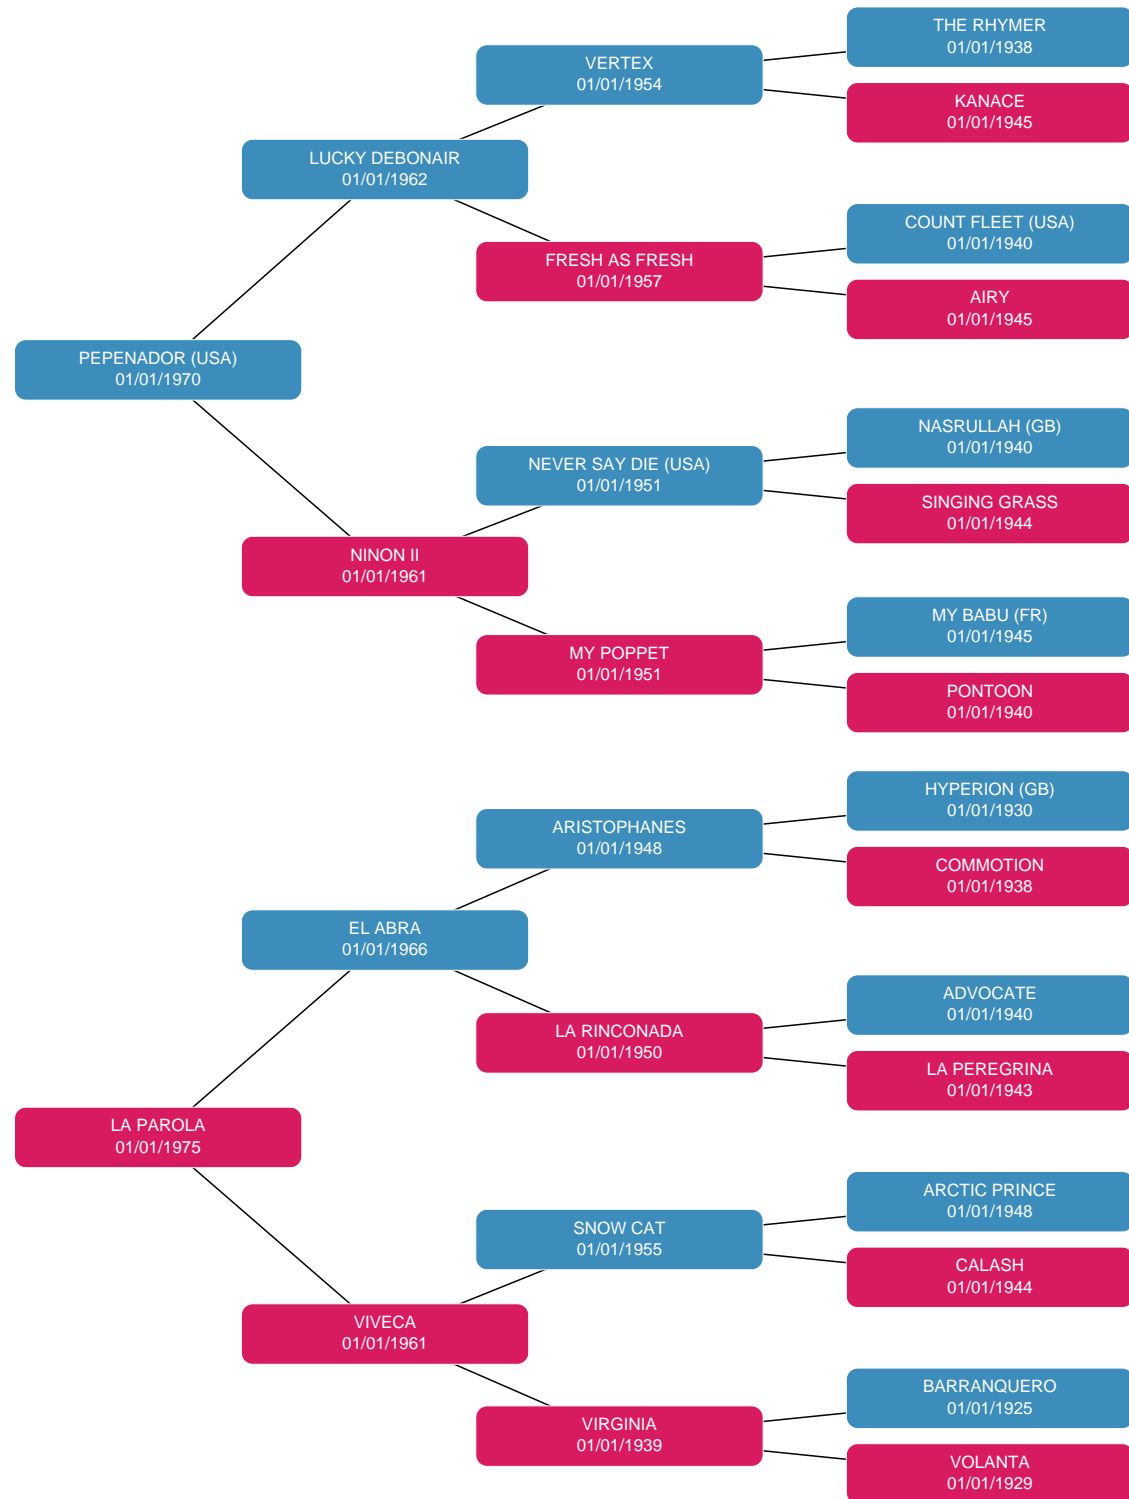 THE RHYMER
01/01/1938
VERTEX
01/01/1954
KANACE
01/01/1945
LUCKY DEBONAIR
01/01/1962
COUNT FLEET (USA)
01/01/1940
FRESH AS FRESH
01/01/1957
AIRY
01/01/1945
PEPENADOR (USA)
01/01/1970
NASRULLAH (GB)
01/01/1940
NEVER SAY DIE (USA)
01/01/1951
SINGING GRASS
01/01/1944
NINON II
01/01/1961
MY BABU (FR)
01/01/1945
MY POPPET
01/01/1951
PONTOON
01/01/1940
HYPERION (GB)
01/01/1930
ARISTOPHANES
01/01/1948
COMMOTION
01/01/1938
EL ABRA
01/01/1966
ADVOCATE
01/01/1940
LA RINCONADA
01/01/1950
LA PEREGRINA
01/01/1943
LA PAROLA
01/01/1975
ARCTIC PRINCE
01/01/1948
SNOW CAT
01/01/1955
CALASH
01/01/1944
VIVECA
01/01/1961
BARRANQUERO
01/01/1925
VIRGINIA
01/01/1939
VOLANTA
01/01/1929